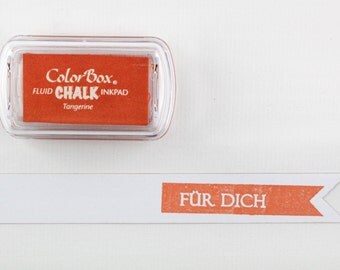 ColorBox®
FLUID CHALK INKPAD
Tangerine
FÜR DICH